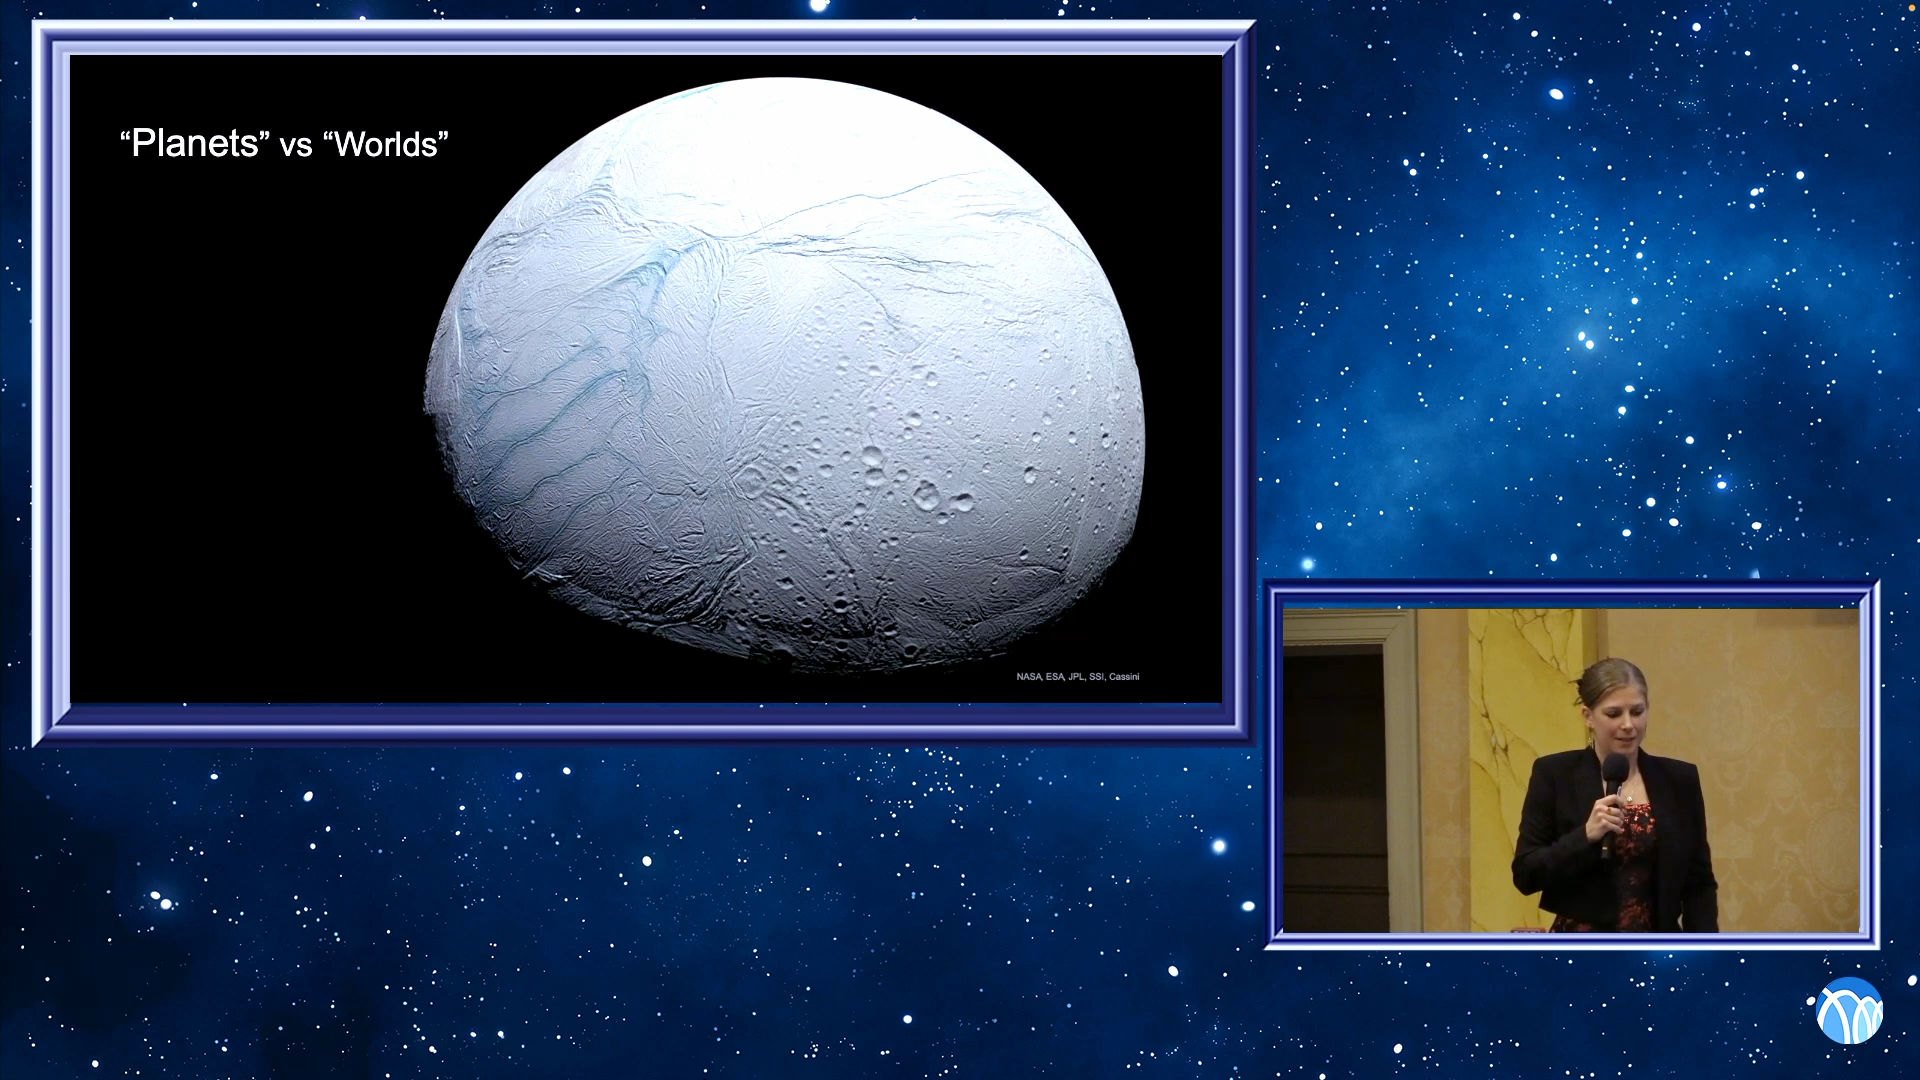 “Planets” vs “Worlds”
NASA, ESA, JPL, SSI, Cassini